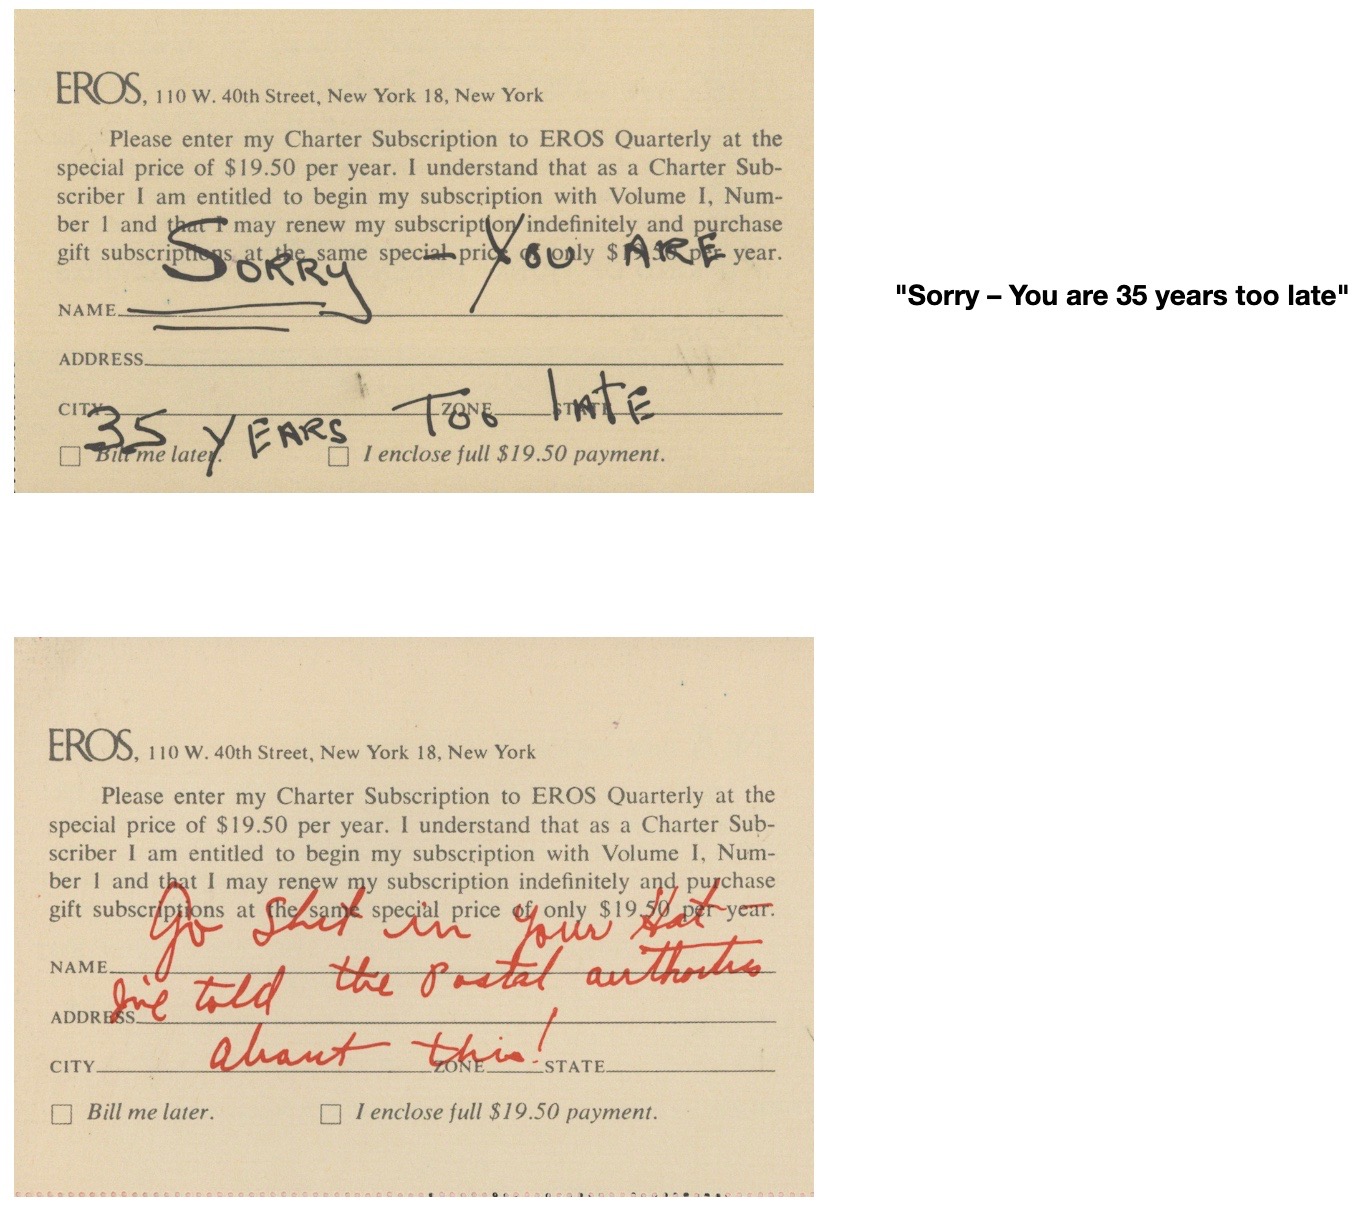 EROS, 110 W. 40th Street, New York 18, New York
Please enter my Charter Subscription to EROS Quarterly at the
special price of $19.50 per year. I understand that as a Charter Sub-
scriber I am entitled to begin my subscription with Volume I, Num-
ber 1 and that I may renew my subscription indefinitely and purchase
gift subscriptions at the same special price of only $19.50 per year.
SORRY – YOU ARE
NAME
ADDRESS
CITY ZONE STATE
35 YEARS TOO LATE
Bill me later. I enclose full $19.50 payment.
"Sorry – You are 35 years too late"
EROS, 110 W. 40th Street, New York 18, New York
Please enter my Charter Subscription to EROS Quarterly at the
special price of $19.50 per year. I understand that as a Charter Sub-
scriber I am entitled to begin my subscription with Volume I, Num-
ber 1 and that I may renew my subscription indefinitely and purchase
gift subscriptions at the same special price of only $19.50 per year.
Go Shit in your Hat –
NAME
I've told the Postal authorties
ADDRESS
about this!
CITY ZONE STATE
Bill me later. I enclose full $19.50 payment.